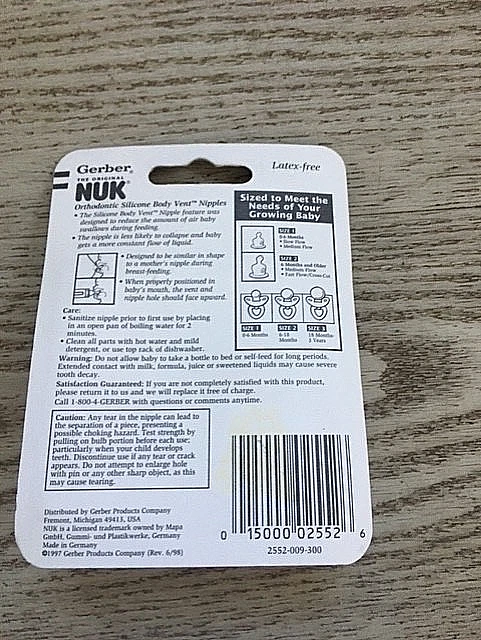 Gerber®
Latex-free
THE ORIGINAL
NUK®
Orthodontic Silicone Body Vent™ Nipples
• The Silicone Body Vent™ Nipple feature was
designed to reduce the amount of air baby
swallows during feeding.
• The nipple is less likely to collapse and baby
gets a more constant flow of liquid.
• Designed to be similar in shape
to a mother's nipple during
breast-feeding.
• When properly positioned in
baby's mouth, the vent and
nipple hole should face upward.
Sized to Meet the
Needs of Your
Growing Baby
SIZE 1
0-6 Months
• Slow Flow
• Medium Flow
SIZE 2
6 Months and Older
• Medium Flow
• Fast Flow/Cross Cut
SIZE 1
0-6 Months
SIZE 2
6-18
Months
SIZE 3
18 Months-
3 Years
Care:
• Sanitize nipple prior to first use by placing
in an open pan of boiling water for 2
minutes.
• Clean all parts with hot water and mild
detergent, or use top rack of dishwasher.
Warning: Do not allow baby to take a bottle to bed or self-feed for long periods.
Extended contact with milk, formula, juice or sweetened liquids may cause severe
tooth decay.
Satisfaction Guaranteed: If you are not completely satisfied with this product,
please return it to us and we will replace it free of charge.
Call 1-800-4-GERBER with questions or comments anytime.
Caution: Any tear in the nipple can lead to
the separation of a piece, presenting a
possible choking hazard. Test strength by
pulling on bulb portion before each use;
particularly when your child develops
teeth. Discontinue use if any tear or crack
appears. Do not attempt to enlarge hole
with pin or any other sharp object, as this
may cause tearing.
Distributed by Gerber Products Company
Fremont, Michigan 49413, USA
NUK is a licensed trademark owned by Mapa
GmbH, Gummi- und Plastikwerke, Germany
Made in Germany
©1997 Gerber Products Company (Rev. 6/98)
0 15000 02552 6
2552-009-300